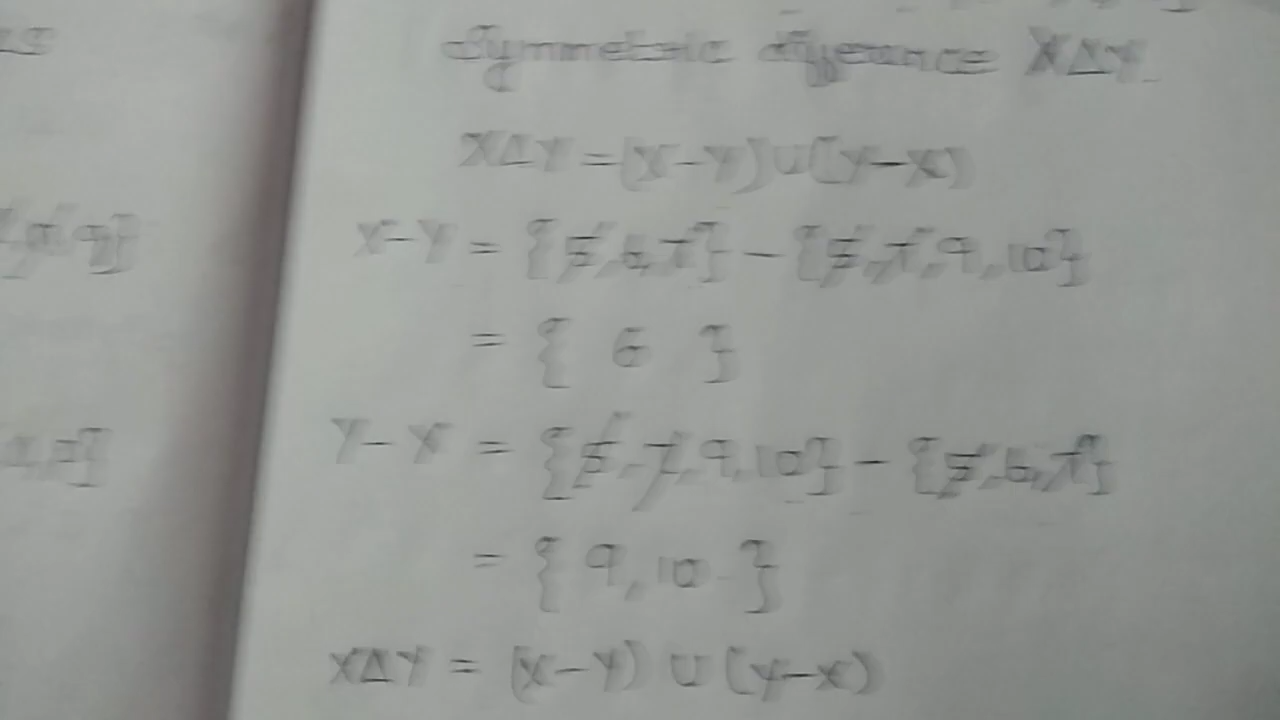 Symmetric difference XΔY
XΔY = (X-Y)∪(Y-X)
X-Y = {5,6,7} - {5,7,9,10}
= { 6 }
Y-X = {5,7,9,10} - {5,6,7}
= { 9,10 }
XΔY = (X-Y) ∪ (Y-X)